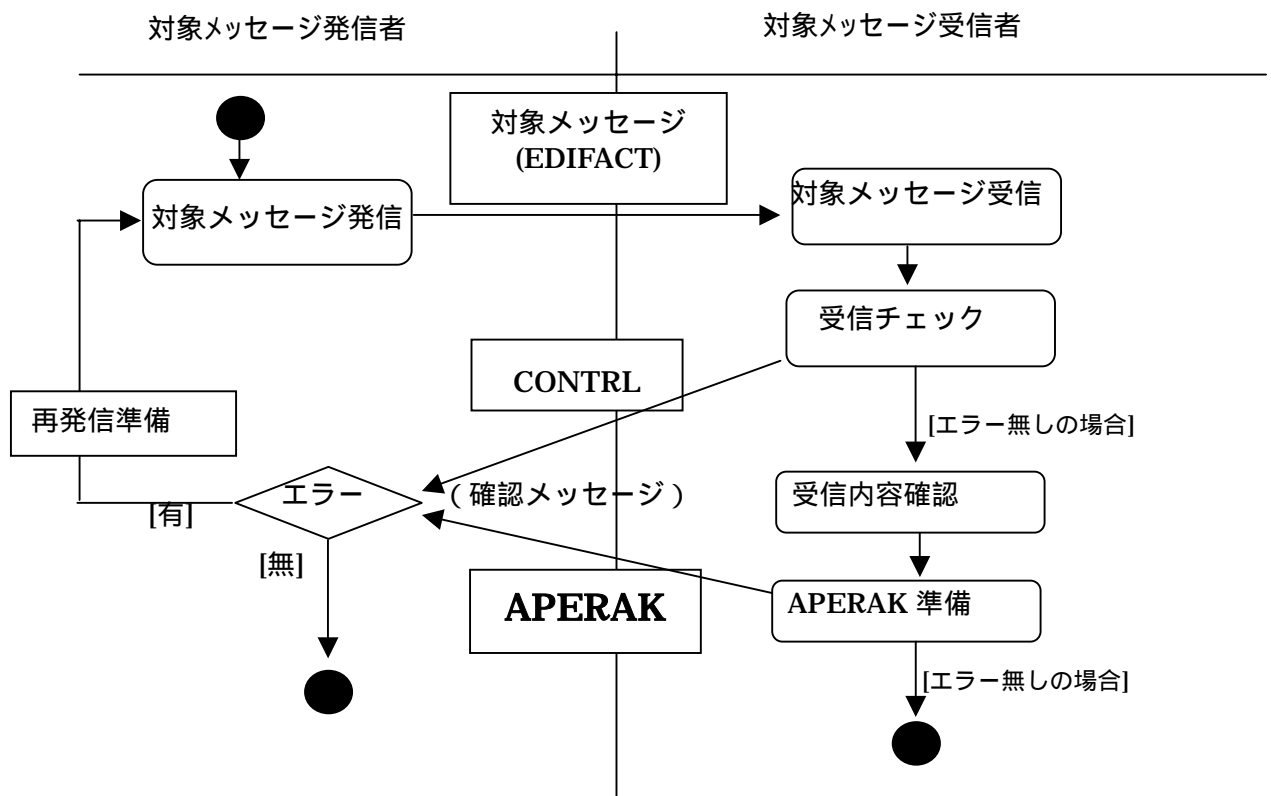 対象メッセージ発信者
対象メッセージ受信者
対象メッセージ
(EDIFACT)
対象メッセージ発信
対象メッセージ受信
受信チェック
CONTRL
再発信準備
[エラー無しの場合]
エラー
(確認メッセージ)
受信内容確認
[有]
[無]
APERAK
APERAK 準備
[エラー無しの場合]